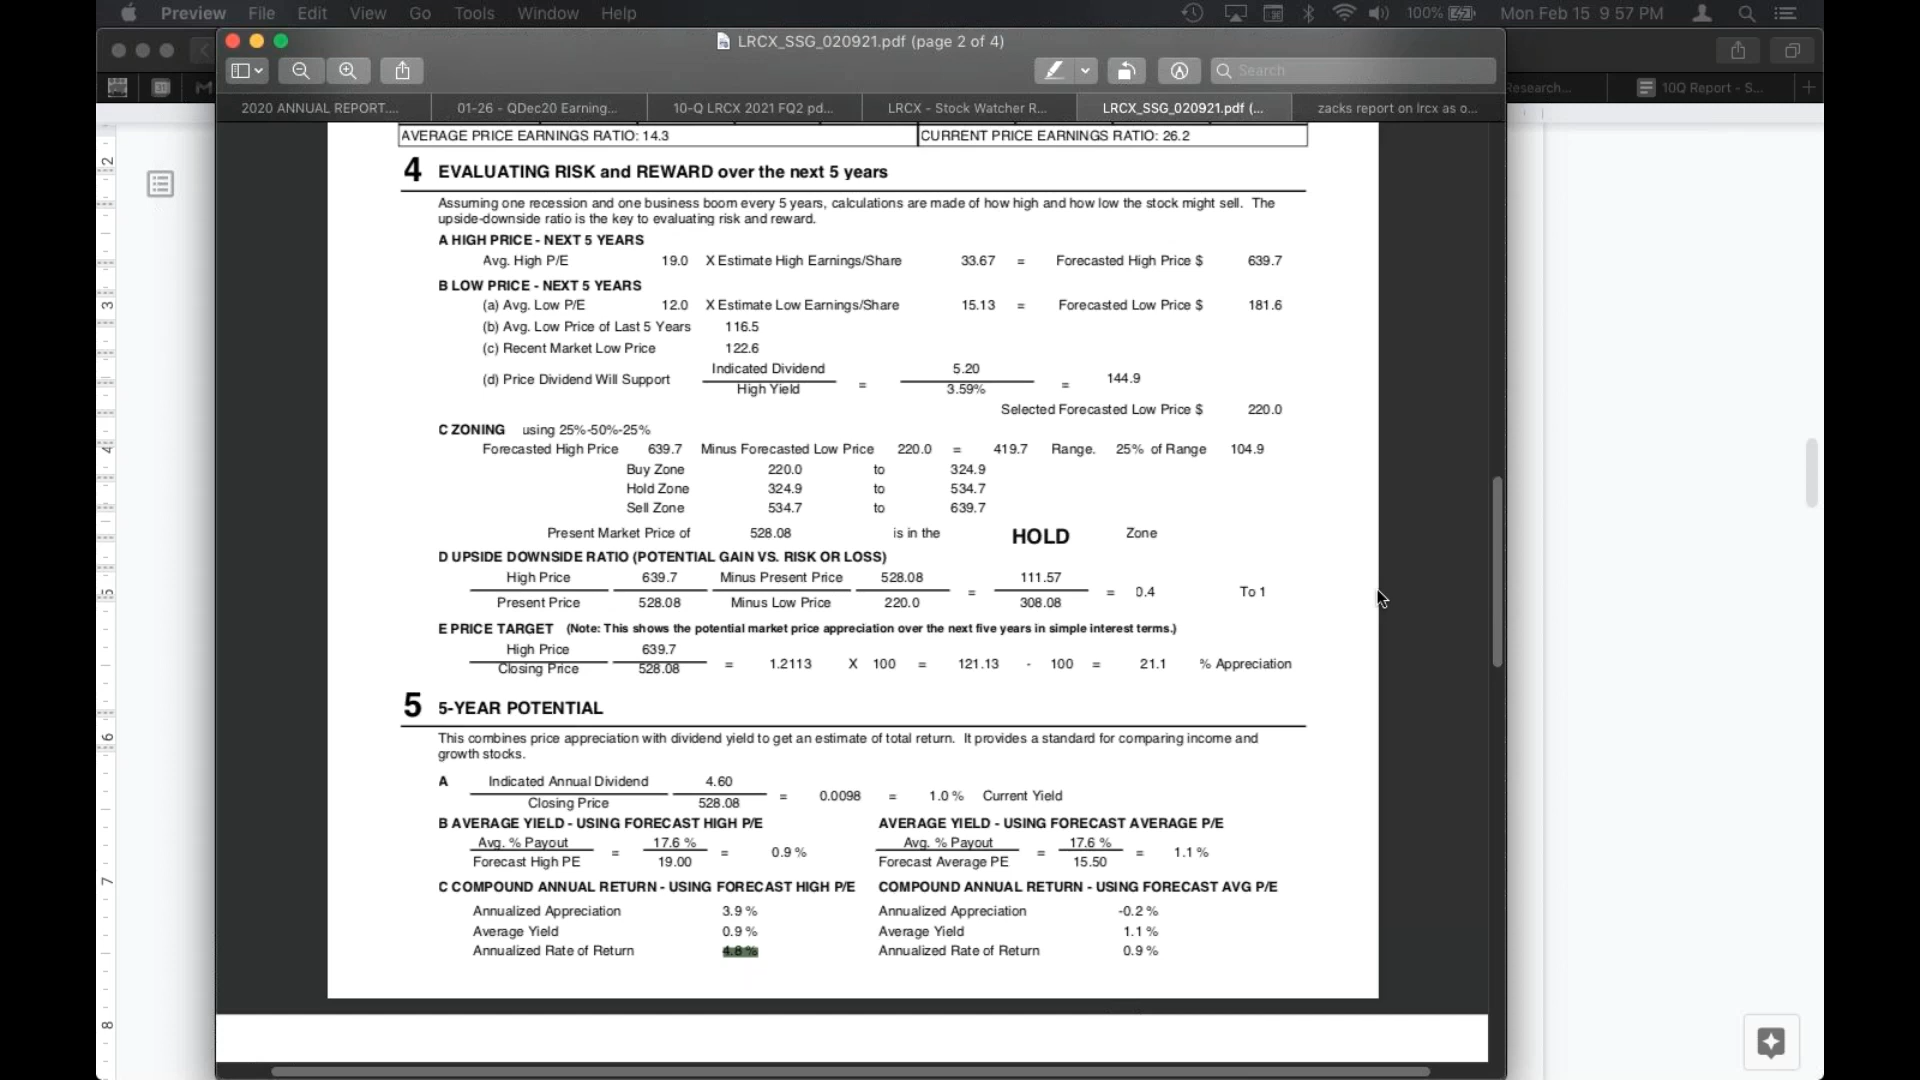 Preview File Edit View Go Tools Window Help 100% Mon Feb 15 9:57 PM
LRCX_SSG_020921.pdf (page 2 of 4)
Search
2020 ANNUAL REPORT.... 01-26 - QDec20 Earning... 10-Q LRCX 2021 FQ2 pd... LRCX - Stock Watcher R... LRCX_SSG_020921.pdf (... zacks report on lrcx as o... Research... 10Q Report - S...
AVERAGE PRICE EARNINGS RATIO: 14.3 CURRENT PRICE EARNINGS RATIO: 26.2
4 EVALUATING RISK and REWARD over the next 5 years
Assuming one recession and one business boom every 5 years, calculations are made of how high and how low the stock might sell. The
upside-downside ratio is the key to evaluating risk and reward.
A HIGH PRICE - NEXT 5 YEARS
Avg. High P/E 19.0 X Estimate High Earnings/Share 33.67 = Forecasted High Price $ 639.7
B LOW PRICE - NEXT 5 YEARS
(a) Avg. Low P/E 12.0 X Estimate Low Earnings/Share 15.13 = Forecasted Low Price $ 181.6
(b) Avg. Low Price of Last 5 Years 116.5
(c) Recent Market Low Price 122.6
(d) Price Dividend Will Support Indicated Dividend = 5.20 = 144.9
High Yield 3.59%
Selected Forecasted Low Price $ 220.0
C ZONING using 25%-50%-25%
Forecasted High Price 639.7 Minus Forecasted Low Price 220.0 = 419.7 Range. 25% of Range 104.9
Buy Zone 220.0 to 324.9
Hold Zone 324.9 to 534.7
Sell Zone 534.7 to 639.7
Present Market Price of 528.08 is in the HOLD Zone
D UPSIDE DOWNSIDE RATIO (POTENTIAL GAIN VS. RISK OR LOSS)
High Price 639.7 Minus Present Price 528.08 = 111.57 = 0.4 To 1
Present Price 528.08 Minus Low Price 220.0 308.08
E PRICE TARGET (Note: This shows the potential market price appreciation over the next five years in simple interest terms.)
High Price 639.7 = 1.2113 X 100 = 121.13 - 100 = 21.1 % Appreciation
Closing Price 528.08
5 5-YEAR POTENTIAL
This combines price appreciation with dividend yield to get an estimate of total return. It provides a standard for comparing income and
growth stocks.
A Indicated Annual Dividend 4.60 = 0.0098 = 1.0 % Current Yield
Closing Price 528.08
B AVERAGE YIELD - USING FORECAST HIGH P/E AVERAGE YIELD - USING FORECAST AVERAGE P/E
Avg. % Payout = 17.6 % = 0.9 % Avg. % Payout = 17.6 % = 1.1 %
Forecast High PE 19.00 Forecast Average PE 15.50
C COMPOUND ANNUAL RETURN - USING FORECAST HIGH P/E COMPOUND ANNUAL RETURN - USING FORECAST AVG P/E
Annualized Appreciation 3.9 % Annualized Appreciation -0.2 %
Average Yield 0.9 % Average Yield 1.1 %
Annualized Rate of Return 4.8 % Annualized Rate of Return 0.9 %
2
3
4
5
6
7
8